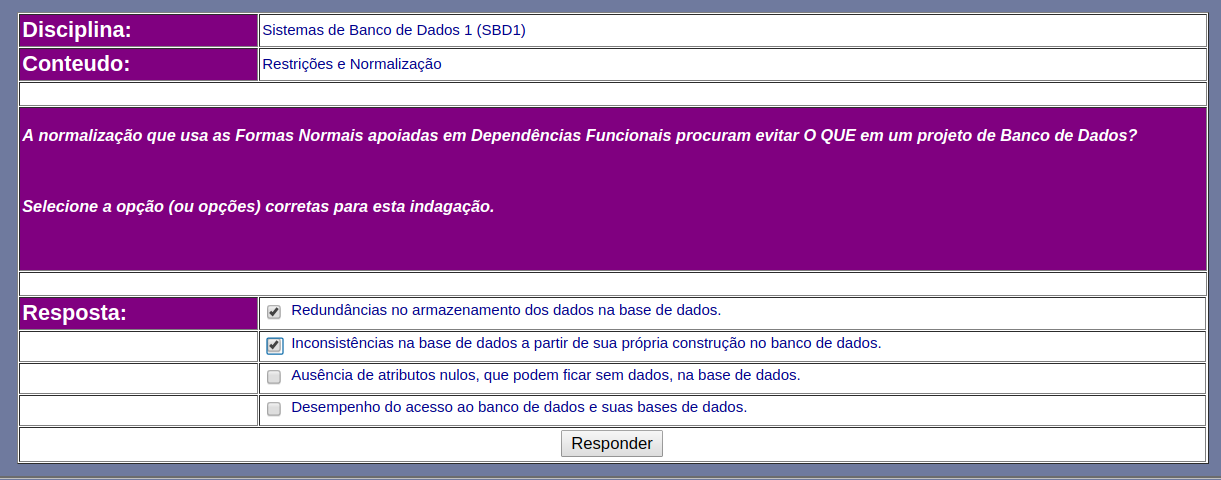 Disciplina: Sistemas de Banco de Dados 1 (SBD1)
Conteudo: Restrições e Normalização
A normalização que usa as Formas Normais apoiadas em Dependências Funcionais procuram evitar O QUE em um projeto de Banco de Dados?
Selecione a opção (ou opções) corretas para esta indagação.
Resposta: Redundâncias no armazenamento dos dados na base de dados.
Inconsistências na base de dados a partir de sua própria construção no banco de dados.
Ausência de atributos nulos, que podem ficar sem dados, na base de dados.
Desempenho do acesso ao banco de dados e suas bases de dados.
Responder